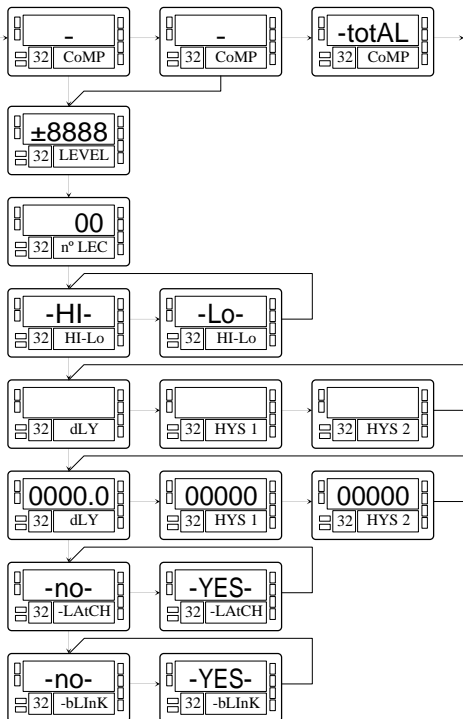 - - -totAL
32 CoMP 32 CoMP 32 CoMP
±8888
32 LEVEL
00
32 nº LEC
-HI- -Lo-
32 HI-Lo 32 HI-Lo
32 dLY 32 HYS 1 32 HYS 2
0000.0 00000 00000
32 dLY 32 HYS 1 32 HYS 2
-no- -YES-
32 -LAtCH 32 -LAtCH
-no- -YES-
32 -bLInK 32 -bLInK